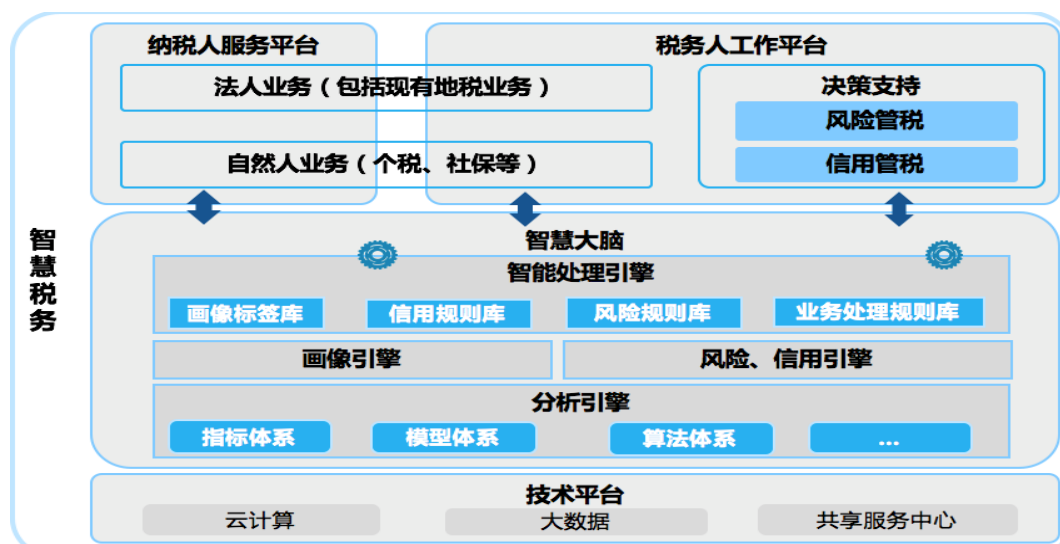 智慧税务
纳税人服务平台
税务人工作平台
法人业务（包括现有地税业务）
自然人业务（个税、社保等）
决策支持
风险管税
信用管税
智慧大脑
智能处理引擎
画像标签库
信用规则库
风险规则库
业务处理规则库
画像引擎
风险、信用引擎
分析引擎
指标体系
模型体系
算法体系
...
技术平台
云计算
大数据
共享服务中心